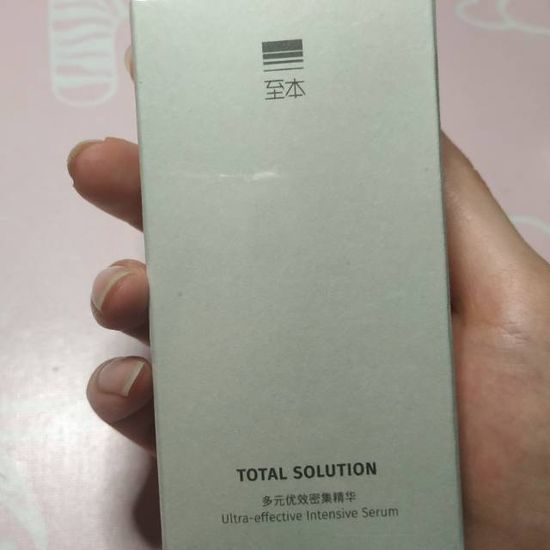 至本
TOTAL SOLUTION
多元优效密集精华
Ultra-effective Intensive Serum